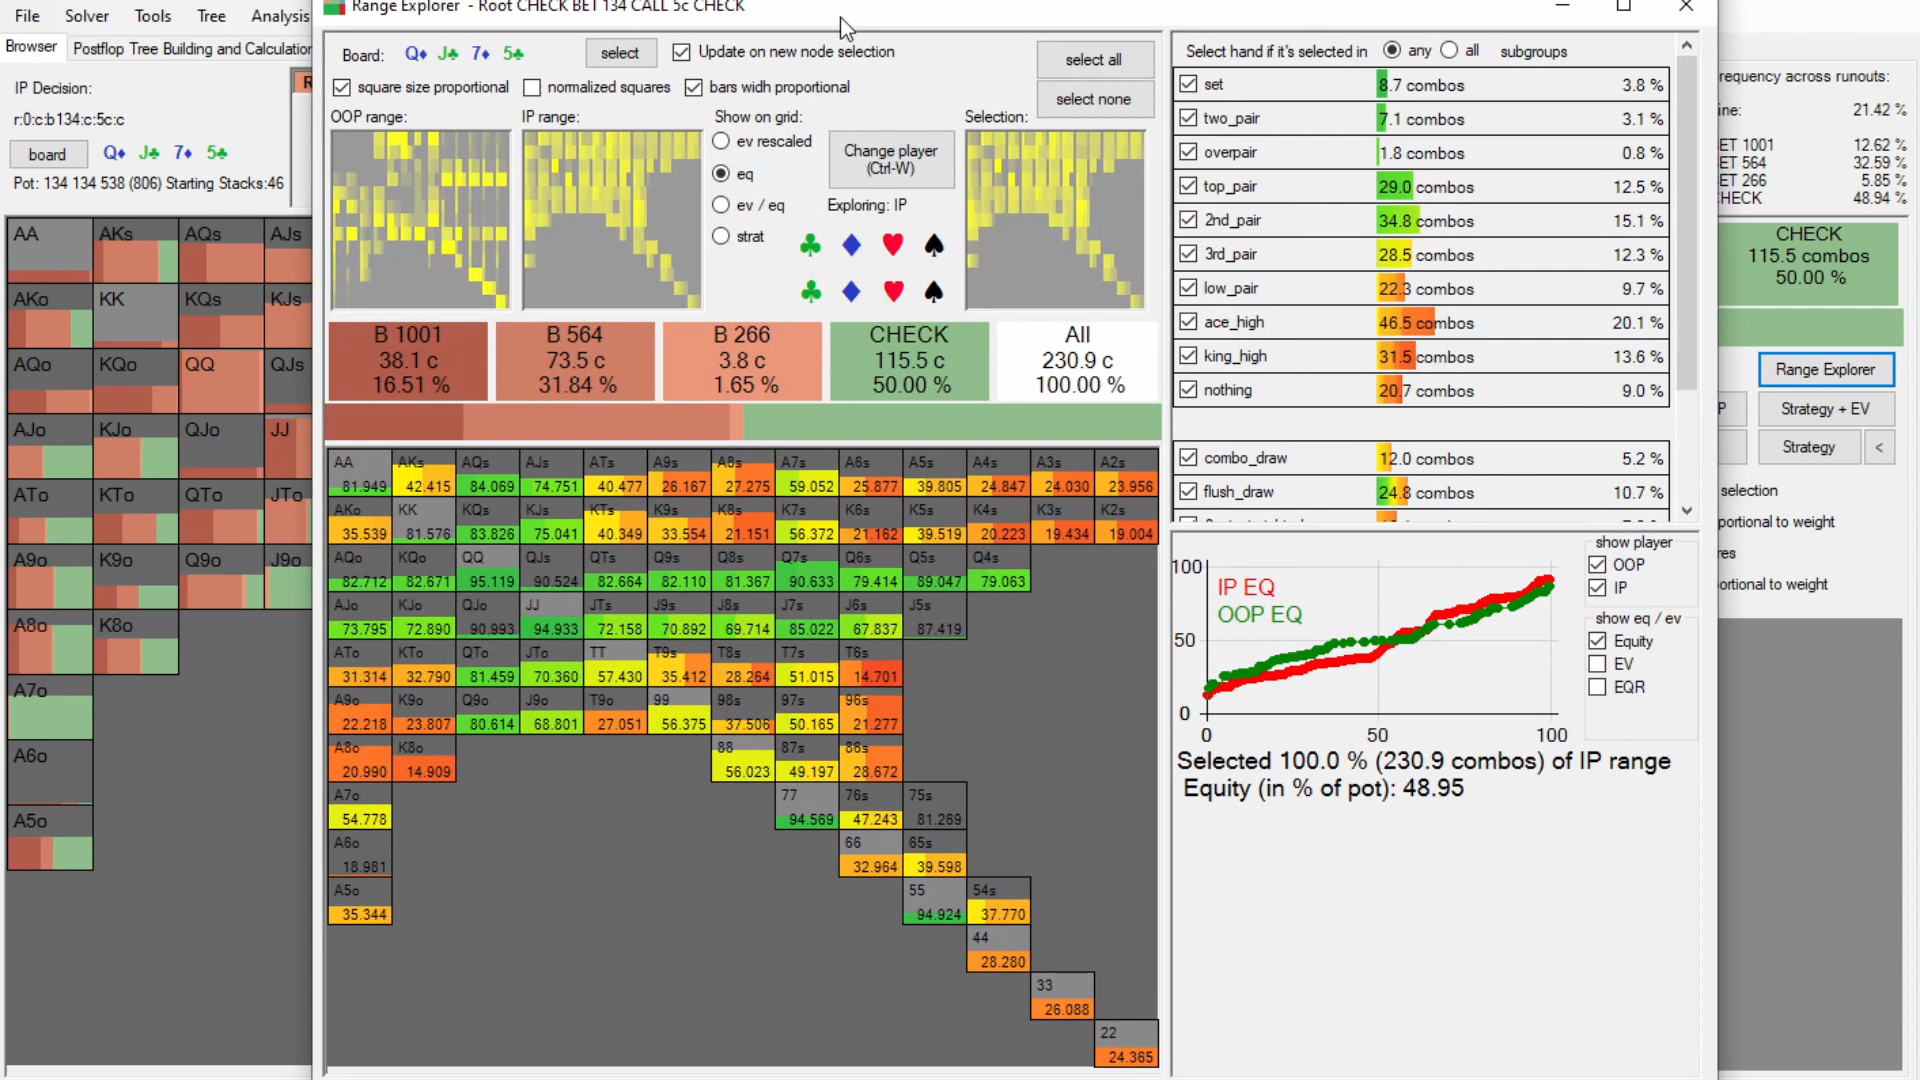 File Solver Tools Tree Analysis
Browser Postflop Tree Building and Calculation
IP Decision:
r:0:c:b134:c:5c:c
board Q♦ J♣ 7♦ 5♣
Pot: 134 134 538 (806) Starting Stacks:46
AA AKs AQs AJs
AKo KK KQs KJs
AQo KQo QQ QJs
AJo KJo QJo JJ
ATo KTo QTo JTo
A9o K9o Q9o J9o
A8o K8o
A7o
A6o
A5o
Range Explorer - Root CHECK BET 134 CALL 5c CHECK
Board: Q♦ J♣ 7♦ 5♣ select Update on new node selection
square size proportional normalized squares bars widh proportional
select all
select none
OOP range: IP range: Show on grid: Selection:
ev rescaled
eq
ev / eq
strat
Change player
(Ctrl-W)
Exploring: IP
♣ ♦ ♥ ♠
♣ ♦ ♥ ♠
B 1001 B 564 B 266 CHECK All
38.1 c 73.5 c 3.8 c 115.5 c 230.9 c
16.51 % 31.84 % 1.65 % 50.00 % 100.00 %
AA AKs AQs AJs ATs A9s A8s A7s A6s A5s A4s A3s A2s
81.949 42.415 84.069 74.751 40.477 26.167 27.275 59.052 25.877 39.805 24.847 24.030 23.956
AKo KK KQs KJs KTs K9s K8s K7s K6s K5s K4s K3s K2s
35.539 81.576 83.826 75.041 40.349 33.554 21.151 56.372 21.162 39.519 20.223 19.434 19.004
AQo KQo QQ QJs QTs Q9s Q8s Q7s Q6s Q5s Q4s
82.712 82.671 95.119 90.524 82.664 82.110 81.367 90.633 79.414 89.047 79.063
AJo KJo QJo JJ JTs J9s J8s J7s J6s J5s
73.795 72.890 90.993 94.933 72.158 70.892 69.714 85.022 67.837 87.419
ATo KTo QTo JTo TT T9s T8s T7s T6s
31.314 32.790 81.459 70.360 57.430 35.412 28.264 51.015 14.701
A9o K9o Q9o J9o T9o 99 98s 97s 96s
22.218 23.807 80.614 68.801 27.051 56.375 37.506 50.165 21.277
A8o K8o 88 87s 86s
20.990 14.909 56.023 49.197 28.672
A7o 77 76s 75s
54.778 94.569 47.243 81.269
A6o 66 65s
18.981 32.964 39.598
A5o 55 54s
35.344 94.924 37.770
44
28.280
33
26.088
22
24.365
Select hand if it's selected in any all subgroups
set 8.7 combos 3.8 %
two_pair 7.1 combos 3.1 %
overpair 1.8 combos 0.8 %
top_pair 29.0 combos 12.5 %
2nd_pair 34.8 combos 15.1 %
3rd_pair 28.5 combos 12.3 %
low_pair 22.3 combos 9.7 %
ace_high 46.5 combos 20.1 %
king_high 31.5 combos 13.6 %
nothing 20.7 combos 9.0 %
combo_draw 12.0 combos 5.2 %
flush_draw 24.8 combos 10.7 %
100
50
0
0 50 100
IP EQ
OOP EQ
show player
OOP
IP
show eq / ev
Equity
EV
EQR
Selected 100.0 % (230.9 combos) of IP range
Equity (in % of pot): 48.95
requency across runouts:
ine: 21.42 %
ET 1001 12.62 %
ET 564 32.59 %
ET 266 5.85 %
HECK 48.94 %
CHECK
115.5 combos
50.00 %
Range Explorer
P Strategy + EV
Strategy <
selection
portional to weight
res
ortional to weight